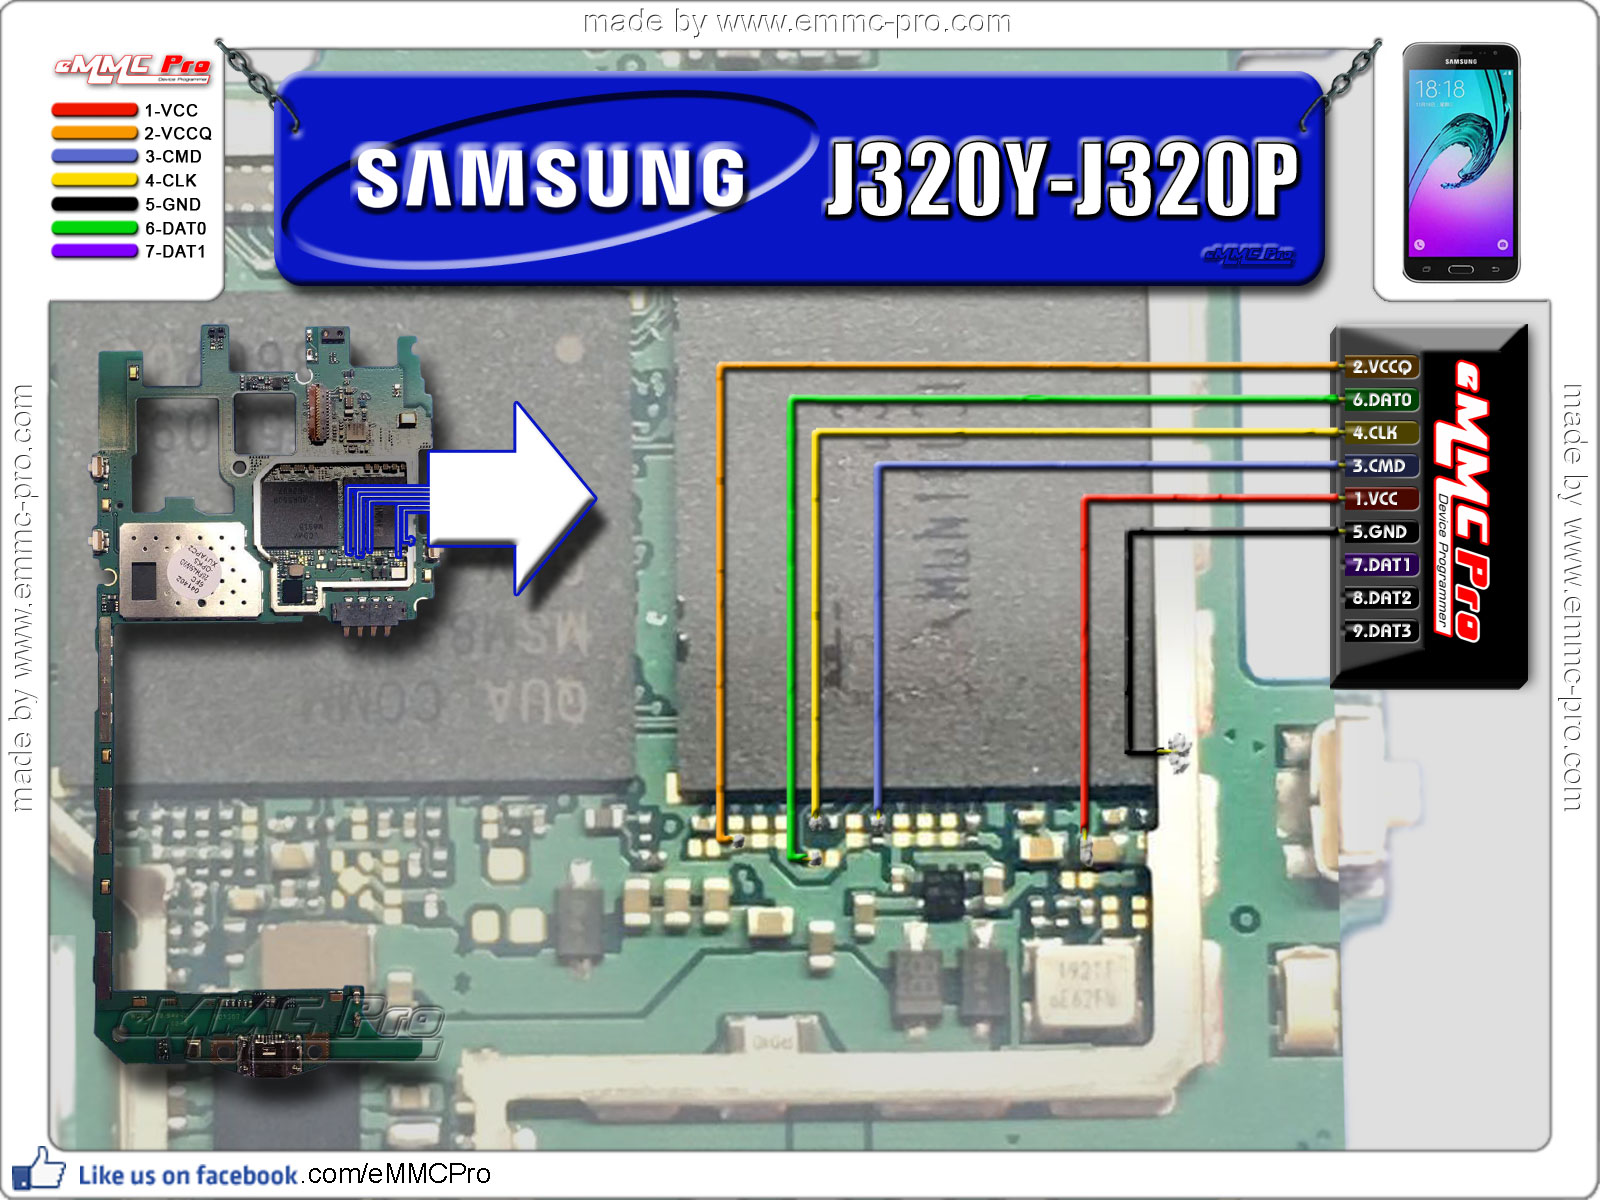 made by www.emmc-pro.com
eMMC Pro
Device Programmer
1-VCC
2-VCCQ
3-CMD
4-CLK
5-GND
6-DAT0
7-DAT1
SAMSUNG
J320Y-J320P
eMMC Pro
SAMSUNG
18:18
2.VCCQ
6.DAT0
4.CLK
3.CMD
1.VCC
5.GND
7.DAT1
8.DAT2
9.DAT3
eMMC Pro
Device Programmer
made by www.emmc-pro.com
made by www.emmc-pro.com
QUA
COMM
eMMC Pro
Like us on facebook.com/eMMCPro